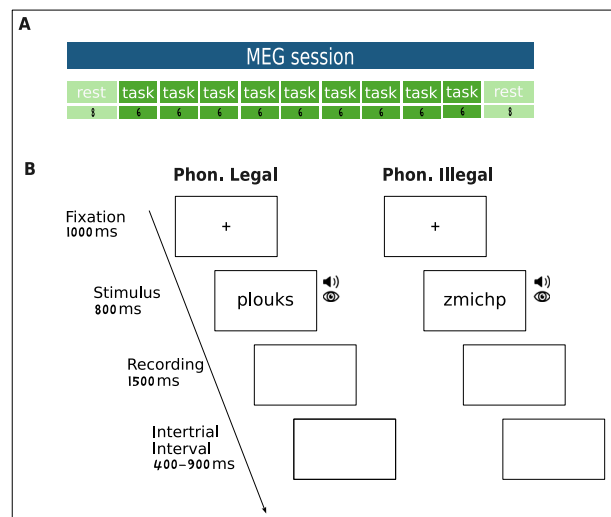 A
MEG session
rest task task task task task task task task task rest
8 6 6 6 6 6 6 6 6 6 8
B
Phon. Legal Phon. Illegal
Fixation
1000 ms
+ +
Stimulus
800 ms
plouks zmichp
Recording
1500 ms
Intertrial
Interval
400-900 ms